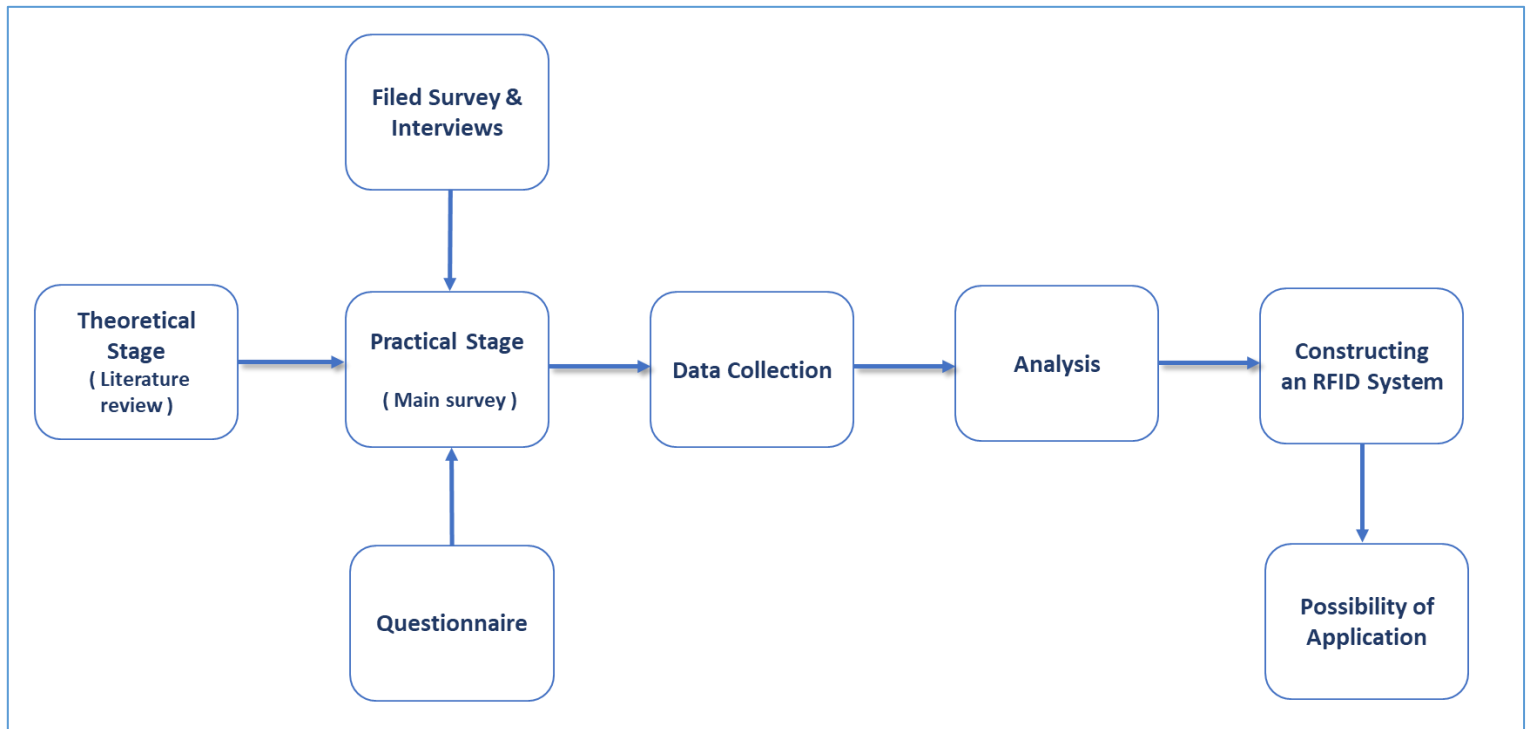 Filed Survey &
Interviews
Theoretical
Stage
( Literature
review )
Practical Stage
( Main survey )
Data Collection
Analysis
Constructing
an RFID System
Questionnaire
Possibility of
Application